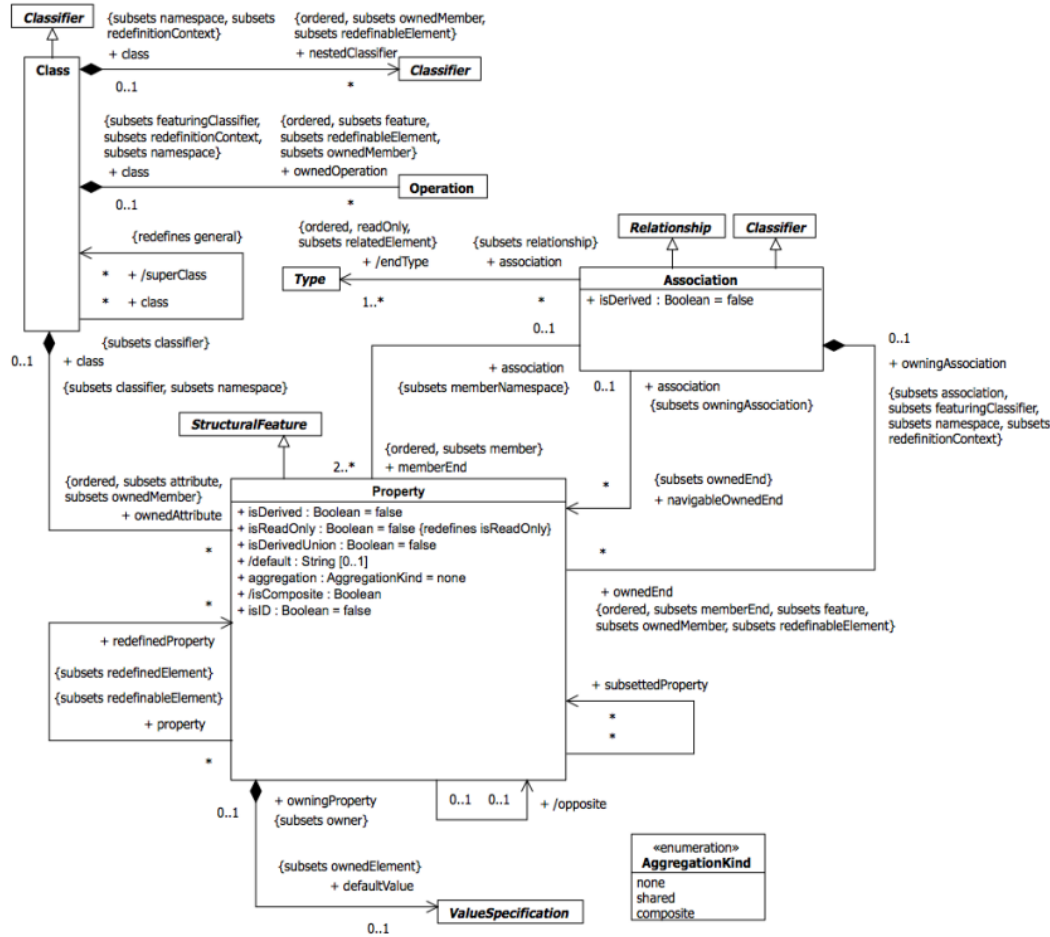 Classifier
{subsets namespace, subsets
redefinitionContext}
+ class
0..1
{ordered, subsets ownedMember,
subsets redefinableElement}
+ nestedClassifier
*
Classifier
Class
{subsets featuringClassifier,
subsets redefinitionContext,
subsets namespace}
+ class
0..1
{ordered, subsets feature,
subsets redefinableElement,
subsets ownedMember}
+ ownedOperation
*
Operation
{redefines general}
* + /superClass
* + class
{subsets classifier}
0..1
+ class
{subsets classifier, subsets namespace}
{ordered, readOnly,
subsets relatedElement}
+ /endType
1..*
Type
{subsets relationship}
+ association
*
Relationship
Classifier
Association
+ isDerived : Boolean = false
0..1
+ association
{subsets memberNamespace}
0..1
+ association
{subsets owningAssociation}
0..1
+ owningAssociation
{subsets association,
subsets featuringClassifier,
subsets namespace, subsets
redefinitionContext}
StructuralFeature
{ordered, subsets member}
2..*
+ memberEnd
{subsets ownedEnd}
* + navigableOwnedEnd
{ordered, subsets attribute,
subsets ownedMember}
+ ownedAttribute
*
Property
+ isDerived : Boolean = false
+ isReadOnly : Boolean = false {redefines isReadOnly}
+ isDerivedUnion : Boolean = false
+ /default : String [0..1]
+ aggregation : AggregationKind = none
+ /isComposite : Boolean
+ isID : Boolean = false
*
+ ownedEnd
{ordered, subsets memberEnd, subsets feature,
subsets ownedMember, subsets redefinableElement}
*
+ redefinedProperty
{subsets redefinedElement}
{subsets redefinableElement}
+ property
*
+ subsettedProperty
*
*
0..1 0..1 + /opposite
0..1
+ owningProperty
{subsets owner}
{subsets ownedElement}
+ defaultValue
0..1
ValueSpecification
«enumeration»
AggregationKind
none
shared
composite